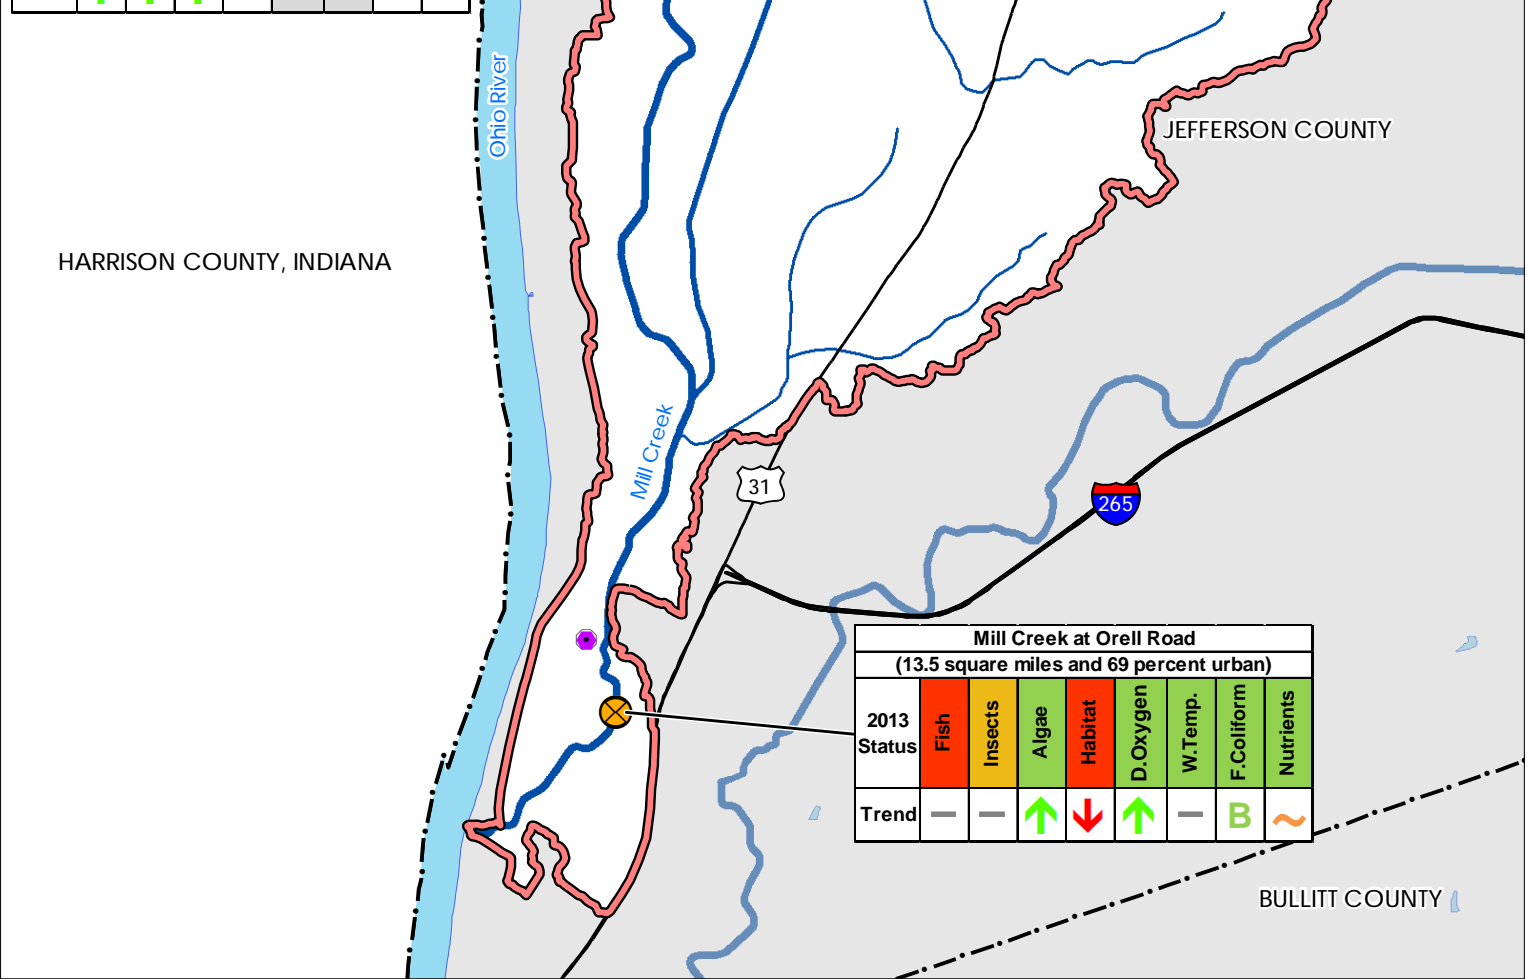 Ohio River
JEFFERSON COUNTY
HARRISON COUNTY, INDIANA
Mill Creek
31
265
Mill Creek at Orell Road
(13.5 square miles and 69 percent urban)
2013 Status Fish Insects Algae Habitat D.Oxygen W.Temp. F.Coliform Nutrients
Trend — — ↑ ↓ ↑ — B ~
BULLITT COUNTY